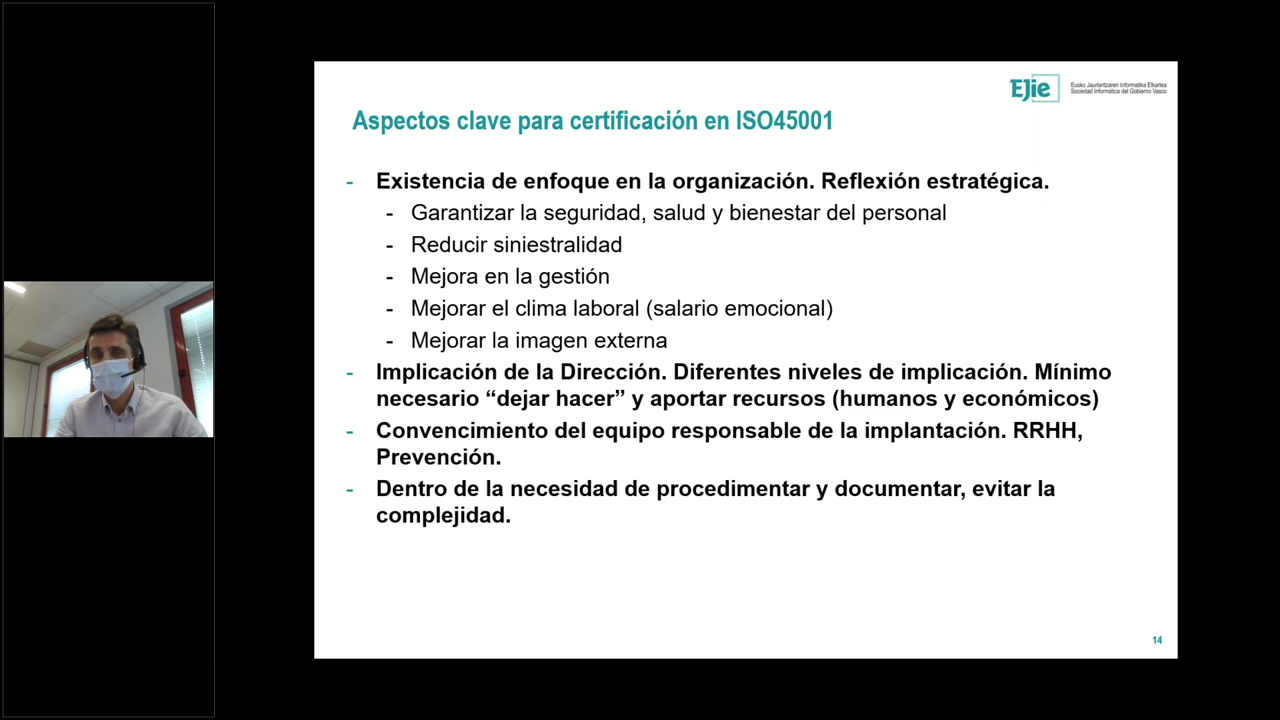 EJie
Eusko Jaurlaritzaren Informatika Elkartea
Sociedad Informática del Gobierno Vasco
Aspectos clave para certificación en ISO45001
- Existencia de enfoque en la organización. Reflexión estratégica.
- Garantizar la seguridad, salud y bienestar del personal
- Reducir siniestralidad
- Mejora en la gestión
- Mejorar el clima laboral (salario emocional)
- Mejorar la imagen externa
- Implicación de la Dirección. Diferentes niveles de implicación. Mínimo
necesario “dejar hacer” y aportar recursos (humanos y económicos)
- Convencimiento del equipo responsable de la implantación. RRHH,
Prevención.
- Dentro de la necesidad de procedimentar y documentar, evitar la
complejidad.
14